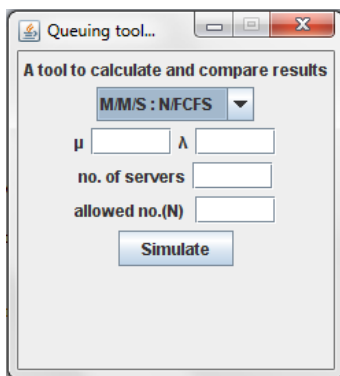 Queuing tool...
A tool to calculate and compare results
M/M/S : N/FCFS
μ λ
no. of servers
allowed no.(N)
Simulate